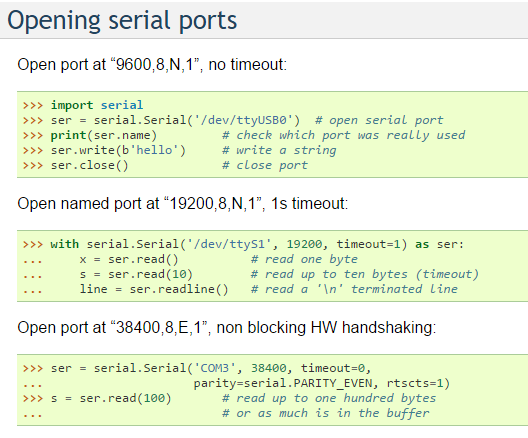 Opening serial ports
Open port at “9600,8,N,1”, no timeout:
>>> import serial
>>> ser = serial.Serial('/dev/ttyUSB0')  # open serial port
>>> print(ser.name)         # check which port was really used
>>> ser.write(b'hello')     # write a string
>>> ser.close()             # close port
Open named port at “19200,8,N,1”, 1s timeout:
>>> with serial.Serial('/dev/ttyS1', 19200, timeout=1) as ser:
...     x = ser.read()          # read one byte
...     s = ser.read(10)        # read up to ten bytes (timeout)
...     line = ser.readline()   # read a '\n' terminated line
Open port at “38400,8,E,1”, non blocking HW handshaking:
>>> ser = serial.Serial('COM3', 38400, timeout=0,
...                     parity=serial.PARITY_EVEN, rtscts=1)
>>> s = ser.read(100)       # read up to one hundred bytes
...                         # or as much is in the buffer